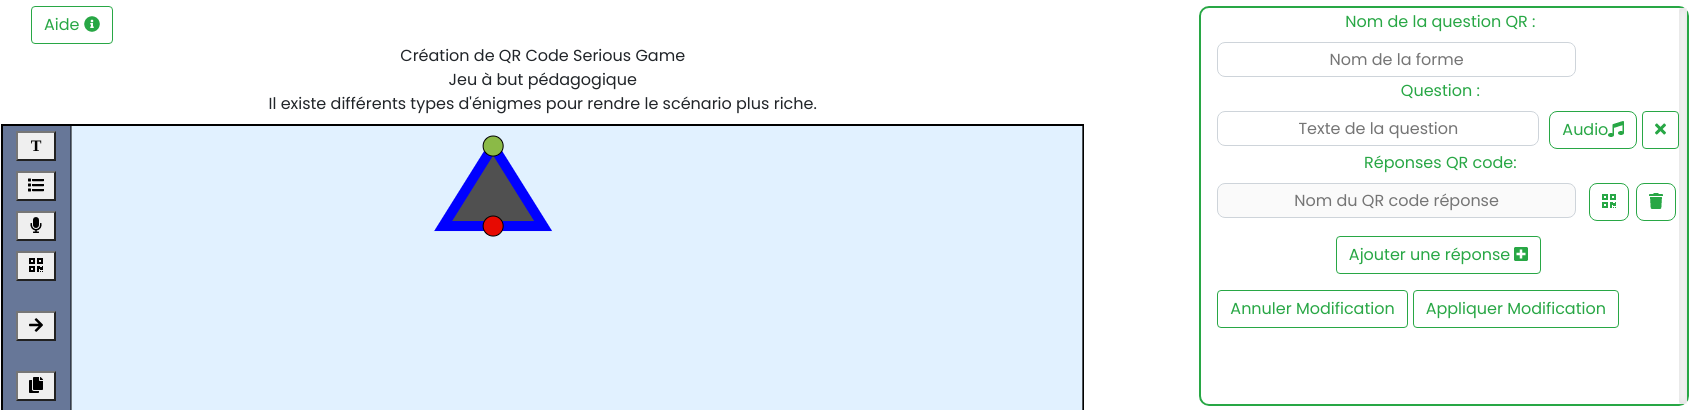 Aide
Création de QR Code Serious Game
Jeu à but pédagogique
Il existe différents types d'énigmes pour rendre le scénario plus riche.
T
Nom de la question QR :
Nom de la forme
Question :
Texte de la question
Audio
Réponses QR code:
Nom du QR code réponse
Ajouter une réponse
Annuler Modification
Appliquer Modification